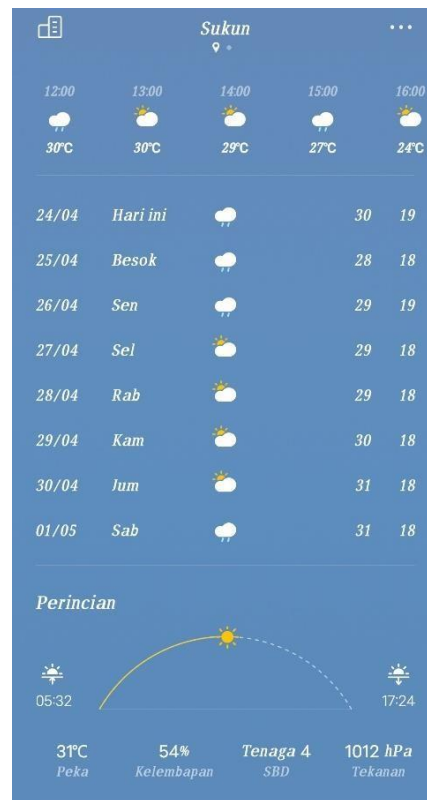 Sukun
12:00 13:00 14:00 15:00 16:00
30°C 30°C 29°C 27°C 24°C
24/04 Hari ini 30 19
25/04 Besok 28 18
26/04 Sen 29 19
27/04 Sel 29 18
28/04 Rab 29 18
29/04 Kam 30 18
30/04 Jum 31 18
01/05 Sab 31 18
Perincian
05:32 17:24
31°C 54% Tenaga 4 1012 hPa
Peka Kelembapan SBD Tekanan